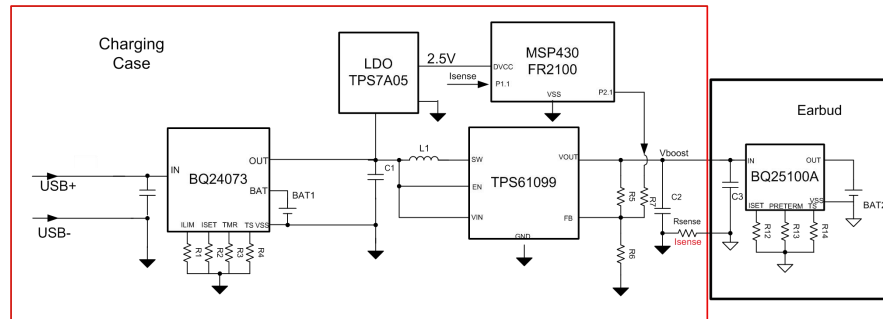 Charging
Case
LDO
TPS7A05
2.5V
MSP430
FR2100
DVCC
P1.1
Isense
VSS
P2.1
Earbud
USB+
USB-
IN
OUT
BQ24073
BAT
BAT1
ILIM ISET TMR TS VSS
R1
R2
R3
R4
C1
L1
SW
EN
VIN
TPS61099
VOUT
FB
GND
Vboost
R5
R7
R6
C2
Rsense
Isense
C3
IN
OUT
BQ25100A
VSS
ISET PRETERM TS
R12
R13
R14
BAT2